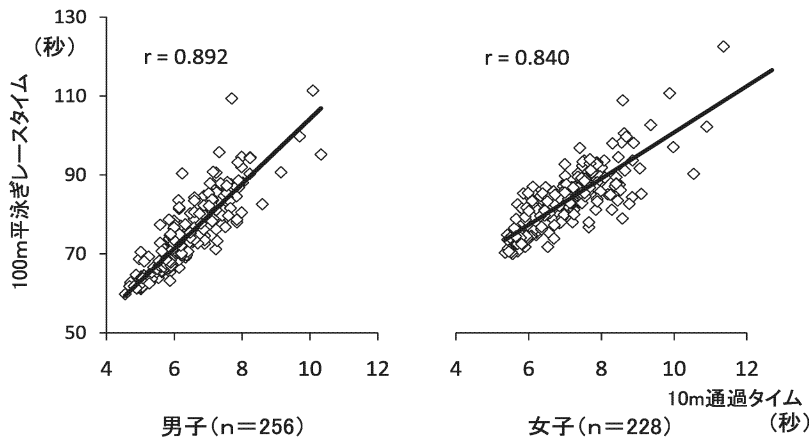 130
(秒)
r = 0.892
r = 0.840
110
90
70
50
100m平泳ぎレースタイム
4 6 8 10 12
4 6 8 10 12
10m通過タイム
(秒)
男子(n=256)
女子(n=228)